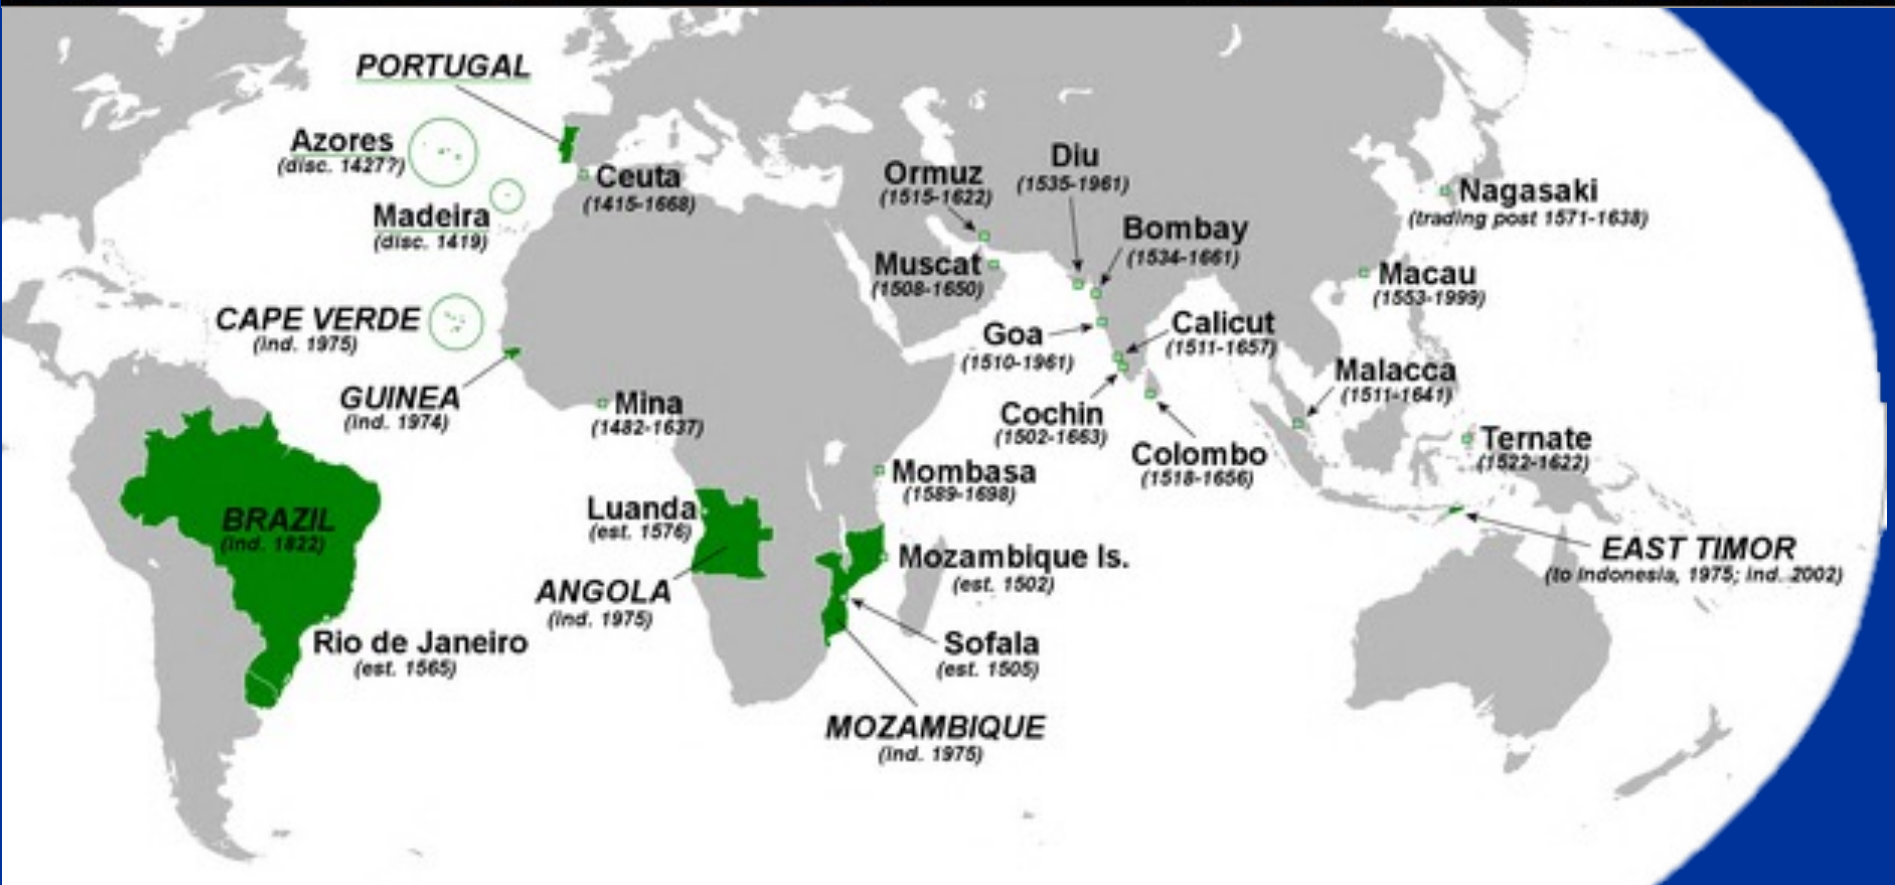 PORTUGAL
Azores
(disc. 1427?)
Madeira
(disc. 1419)
Ceuta
(1415-1668)
CAPE VERDE
(ind. 1975)
GUINEA
(ind. 1974)
Mina
(1482-1637)
BRAZIL
(ind. 1822)
Rio de Janeiro
(est. 1565)
Luanda
(est. 1576)
ANGOLA
(ind. 1975)
Mombasa
(1589-1698)
Mozambique Is.
(est. 1502)
Sofala
(est. 1505)
MOZAMBIQUE
(ind. 1975)
Ormuz
(1515-1622)
Muscat
(1508-1650)
Diu
(1535-1961)
Bombay
(1534-1661)
Goa
(1510-1961)
Calicut
(1511-1657)
Cochin
(1502-1663)
Colombo
(1518-1656)
Nagasaki
(trading post 1571-1638)
Macau
(1553-1999)
Malacca
(1511-1641)
Ternate
(1522-1622)
EAST TIMOR
(to Indonesia, 1975; ind. 2002)